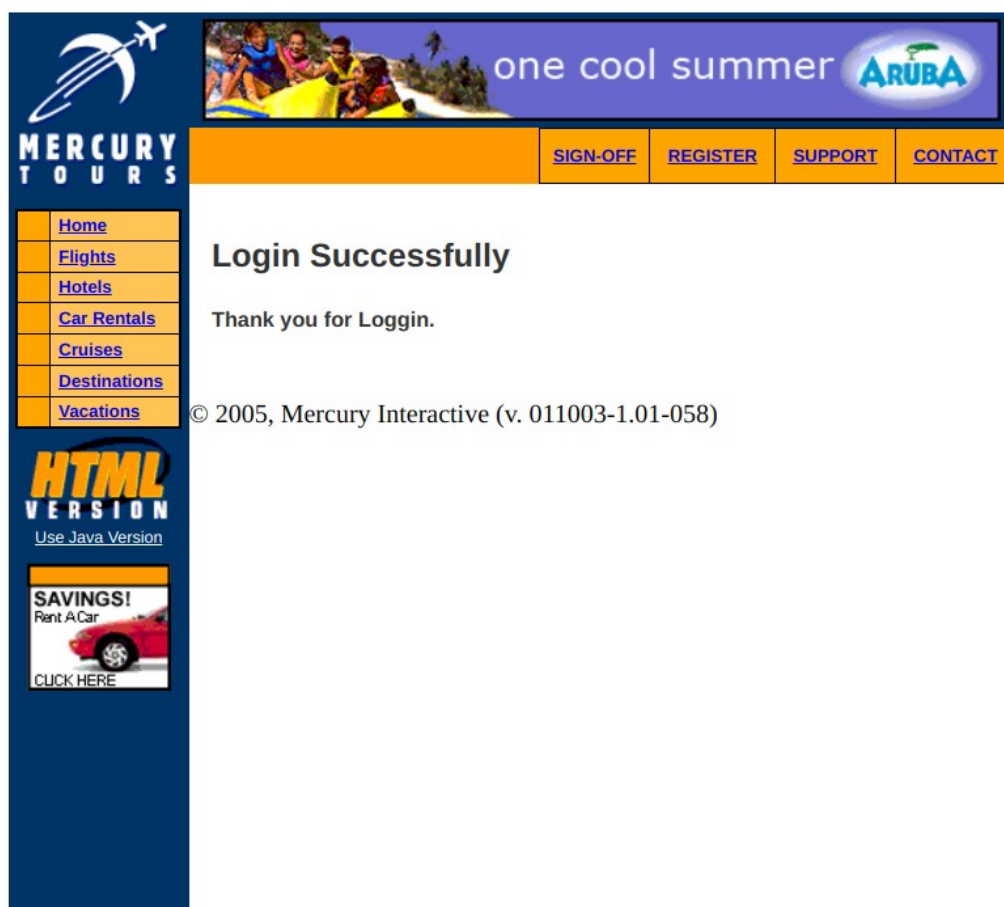 one cool summer ARUBA
MERCURY
TOURS
SIGN-OFF REGISTER SUPPORT CONTACT
Home
Flights
Hotels
Car Rentals
Cruises
Destinations
Vacations
Login Successfully
Thank you for Loggin.
© 2005, Mercury Interactive (v. 011003-1.01-058)
HTML
VERSION
Use Java Version
SAVINGS!
Rent A Car
CLICK HERE